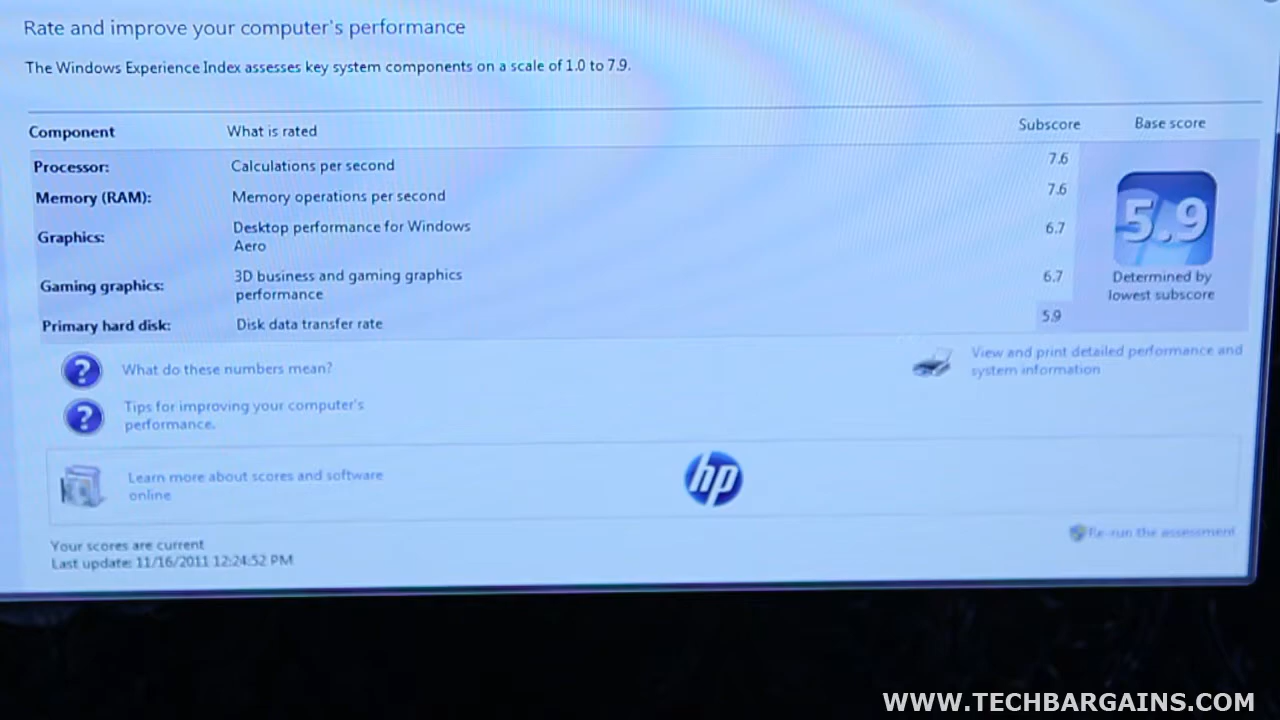 Rate and improve your computer's performance
The Windows Experience Index assesses key system components on a scale of 1.0 to 7.9.
Component What is rated Subscore Base score
Processor: Calculations per second 7.6
Memory (RAM): Memory operations per second 7.6
Graphics: Desktop performance for Windows
Aero 6.7
Gaming graphics: 3D business and gaming graphics
performance 6.7
Primary hard disk: Disk data transfer rate 5.9
5.9
Determined by
lowest subscore
What do these numbers mean?
View and print detailed performance and
system information
Tips for improving your computer's
performance.
Learn more about scores and software
online
hp
Your scores are current
Last update: 11/16/2011 12:24:52 PM
Re-run the assessment
WWW.TECHBARGAINS.COM